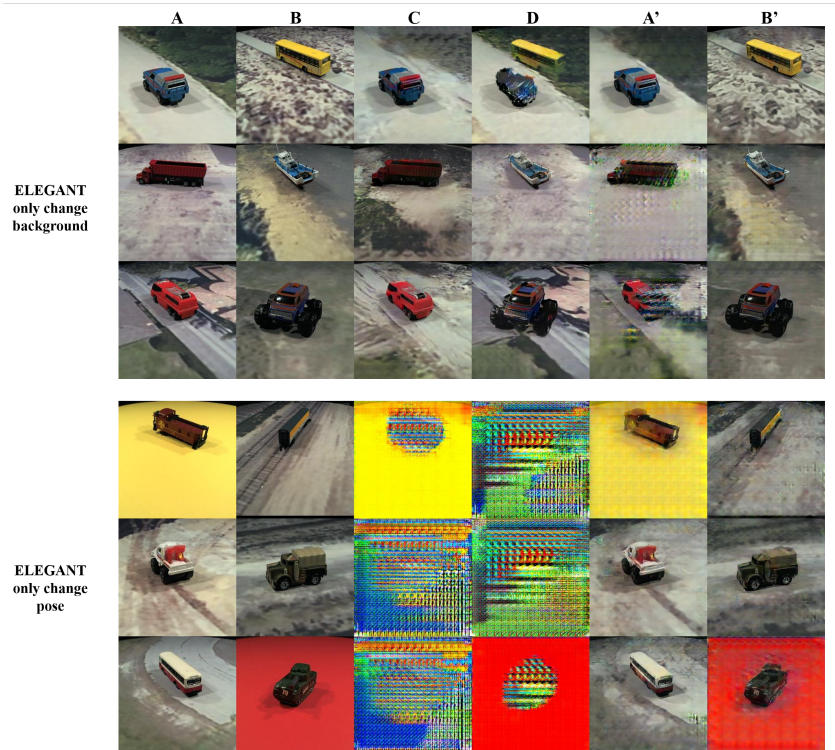 A B C D A’ B’
ELEGANT
only change
background
ELEGANT
only change
pose